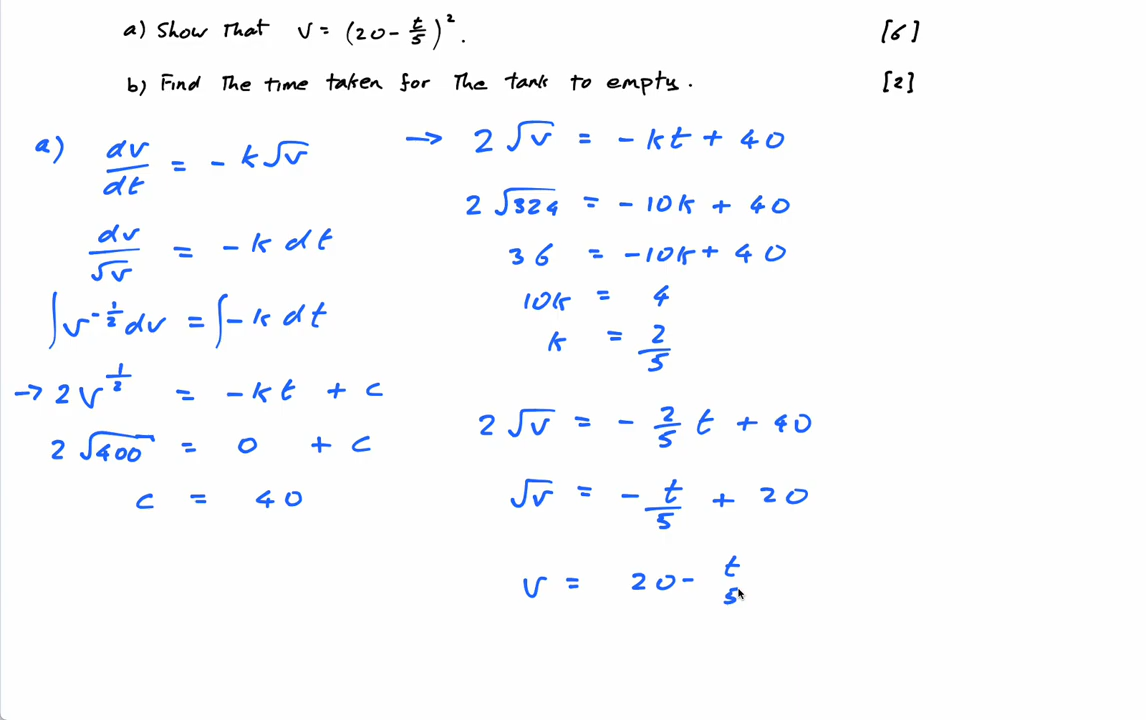 a) Show That V = (20 - t/5)². [6]
b) Find The time taken for The tank to empty. [2]
a) dv/dt = - k√v
dv/√v = - k dt
∫v^(-1/2) dv = ∫-k dt
→ 2v^(1/2) = -kt + c
2√400 = 0 + c
c = 40
→ 2√v = - kt + 40
2√324 = - 10k + 40
36 = -10k + 40
10k = 4
k = 2/5
2√v = - 2/5 t + 40
√v = - t/5 + 20
v = 20 - t/5